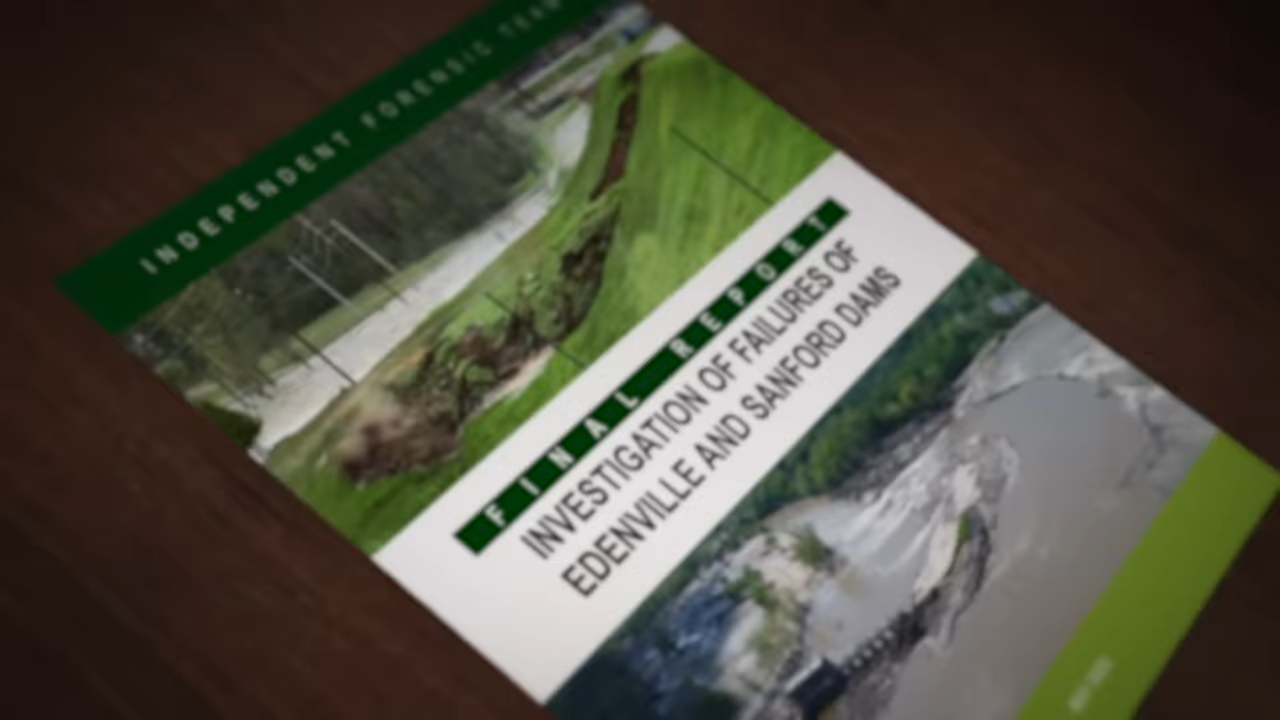 INDEPENDENT FORENSIC TEAM
FINAL REPORT
INVESTIGATION OF FAILURES OF
EDENVILLE AND SANFORD DAMS